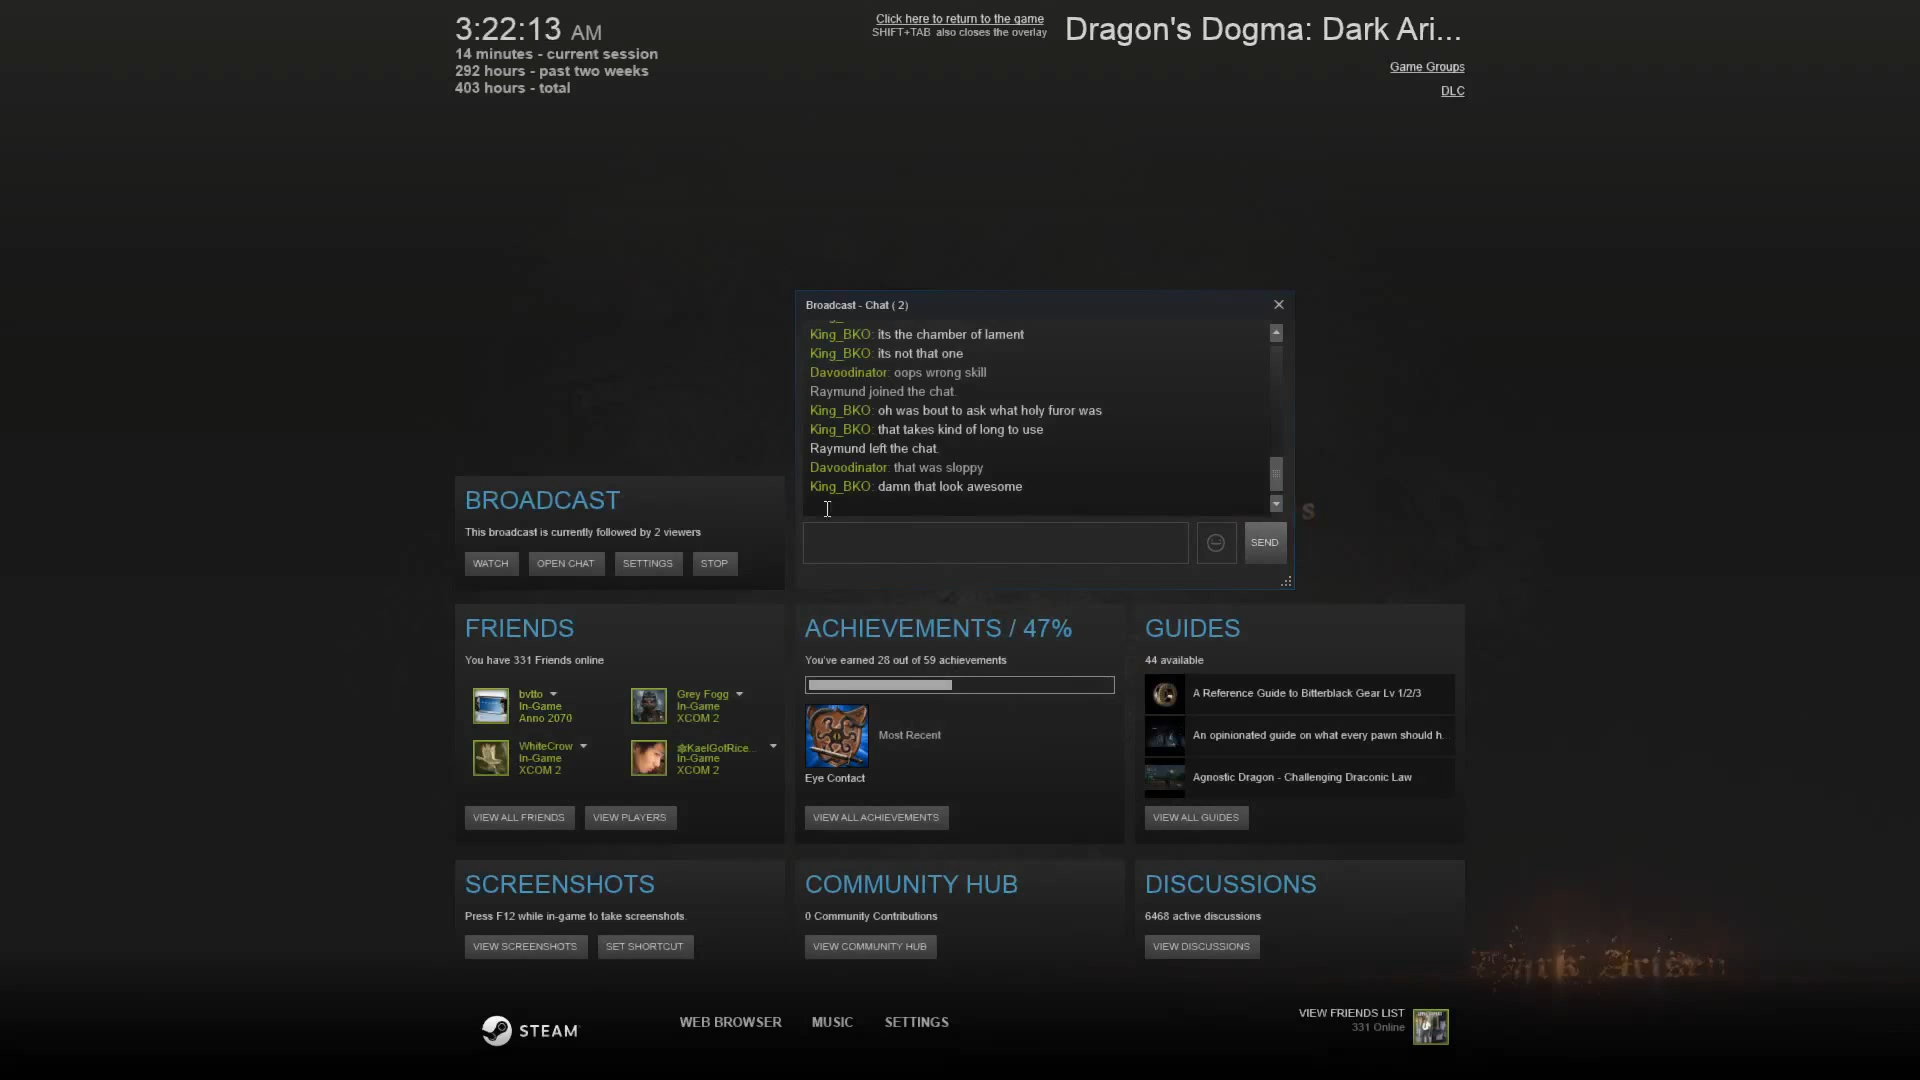 3:22:13 AM
14 minutes - current session
292 hours - past two weeks
403 hours - total
Click here to return to the game
SHIFT+TAB also closes the overlay
Dragon's Dogma: Dark Ari...
Game Groups
DLC
Broadcast - Chat ( 2)
King_BKO: its the chamber of lament
King_BKO: its not that one
Davoodinator: oops wrong skill
Raymund joined the chat.
King_BKO: oh was bout to ask what holy furor was
King_BKO: that takes kind of long to use
Raymund left the chat.
Davoodinator: that was sloppy
King_BKO: damn that look awesome
SEND
BROADCAST
This broadcast is currently followed by 2 viewers
WATCH
OPEN CHAT
SETTINGS
STOP
FRIENDS
You have 331 Friends online
bvtto
In-Game
Anno 2070
Grey Fogg
In-Game
XCOM 2
WhiteCrow
In-Game
XCOM 2
KaelGotRice...
In-Game
XCOM 2
VIEW ALL FRIENDS
VIEW PLAYERS
ACHIEVEMENTS / 47%
You've earned 28 out of 59 achievements
Most Recent
Eye Contact
VIEW ALL ACHIEVEMENTS
GUIDES
44 available
A Reference Guide to Bitterblack Gear Lv.1/2/3
An opinionated guide on what every pawn should h...
Agnostic Dragon - Challenging Draconic Law
VIEW ALL GUIDES
SCREENSHOTS
Press F12 while in-game to take screenshots.
VIEW SCREENSHOTS
SET SHORTCUT
COMMUNITY HUB
0 Community Contributions
VIEW COMMUNITY HUB
DISCUSSIONS
6468 active discussions
VIEW DISCUSSIONS
Dark Arisen
STEAM
WEB BROWSER
MUSIC
SETTINGS
VIEW FRIENDS LIST
331 Online